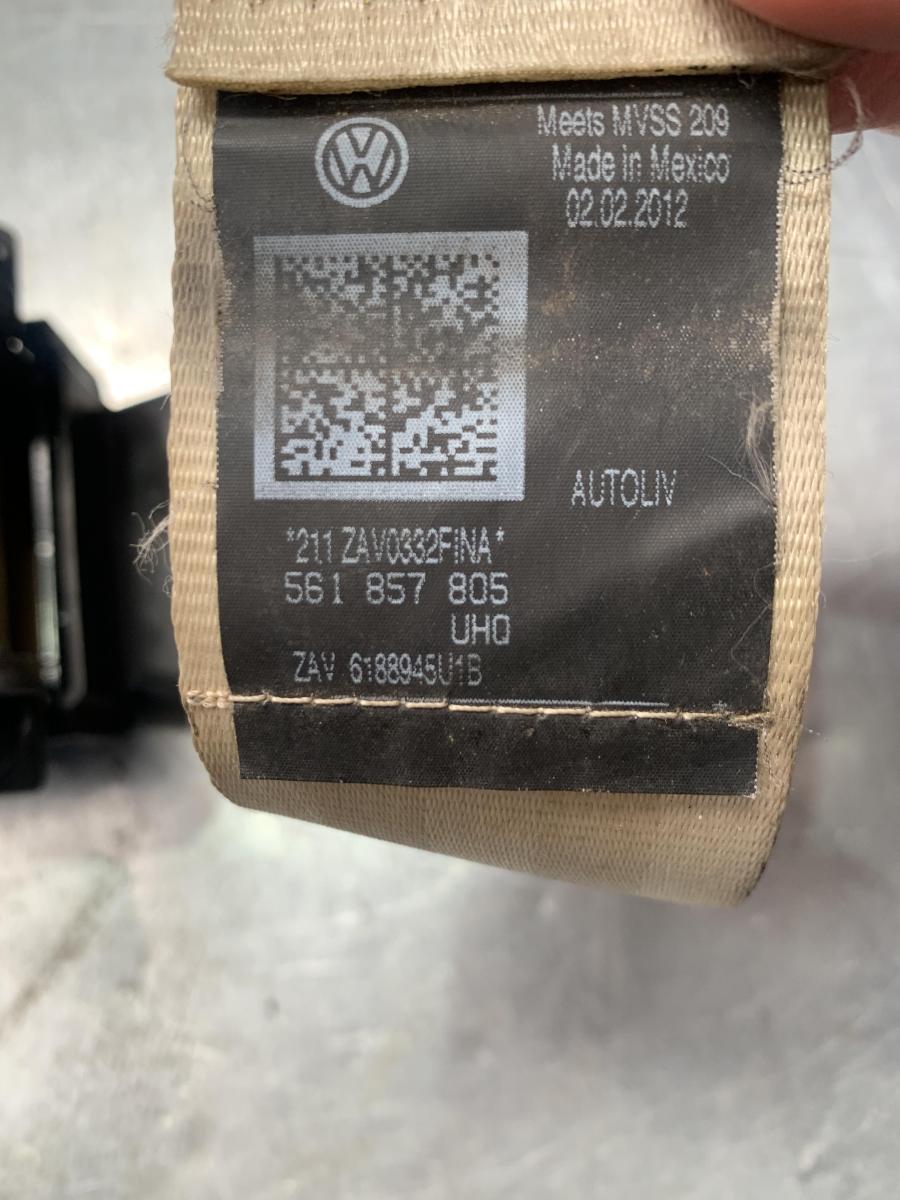 Meets MVSS 209
Made in Mexico
02.02.2012
AUTOLIV
*211 ZAV0332FINA*
561 857 805
UHQ
ZAV 6188945U1B